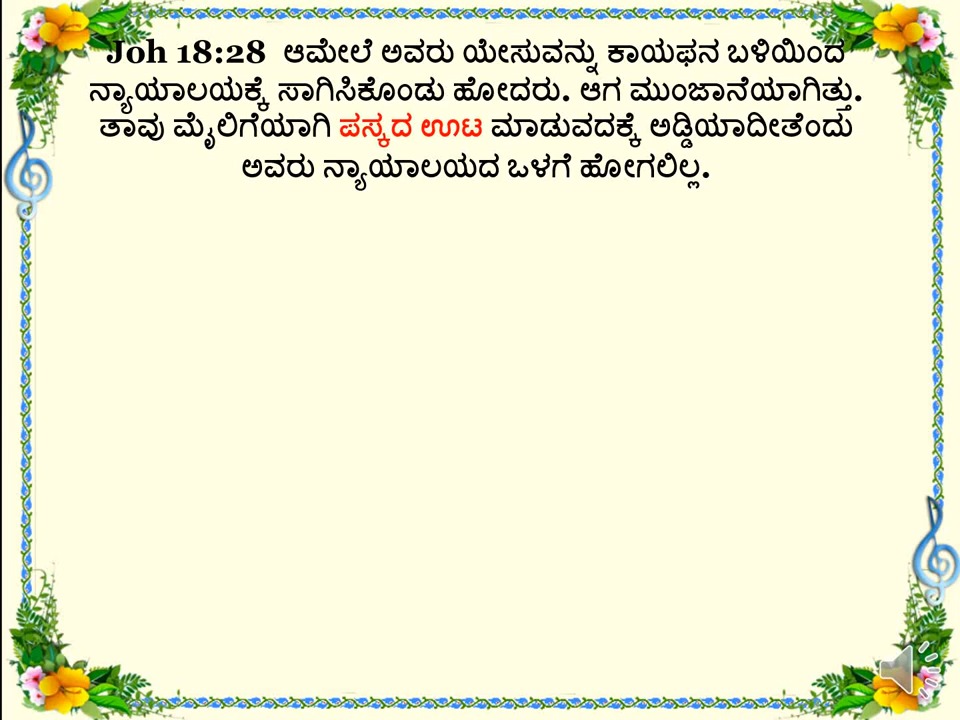 Joh 18:28 ಆಮೇಲೆ ಅವರು ಯೇಸುವನ್ನು ಕಾಯಫನ ಬಳಿಯಿಂದ
ನ್ಯಾಯಾಲಯಕ್ಕೆ ಸಾಗಿಸಿಕೊಂಡು ಹೋದರು. ಆಗ ಮುಂಜಾನೆಯಾಗಿತ್ತು.
ತಾವು ಮೈಲಿಗೆಯಾಗಿ ಪಸ್ಕದ ಊಟ ಮಾಡುವದಕ್ಕೆ ಅಡ್ಡಿಯಾದೀತೆಂದು
ಅವರು ನ್ಯಾಯಾಲಯದ ಒಳಗೆ ಹೋಗಲಿಲ್ಲ.